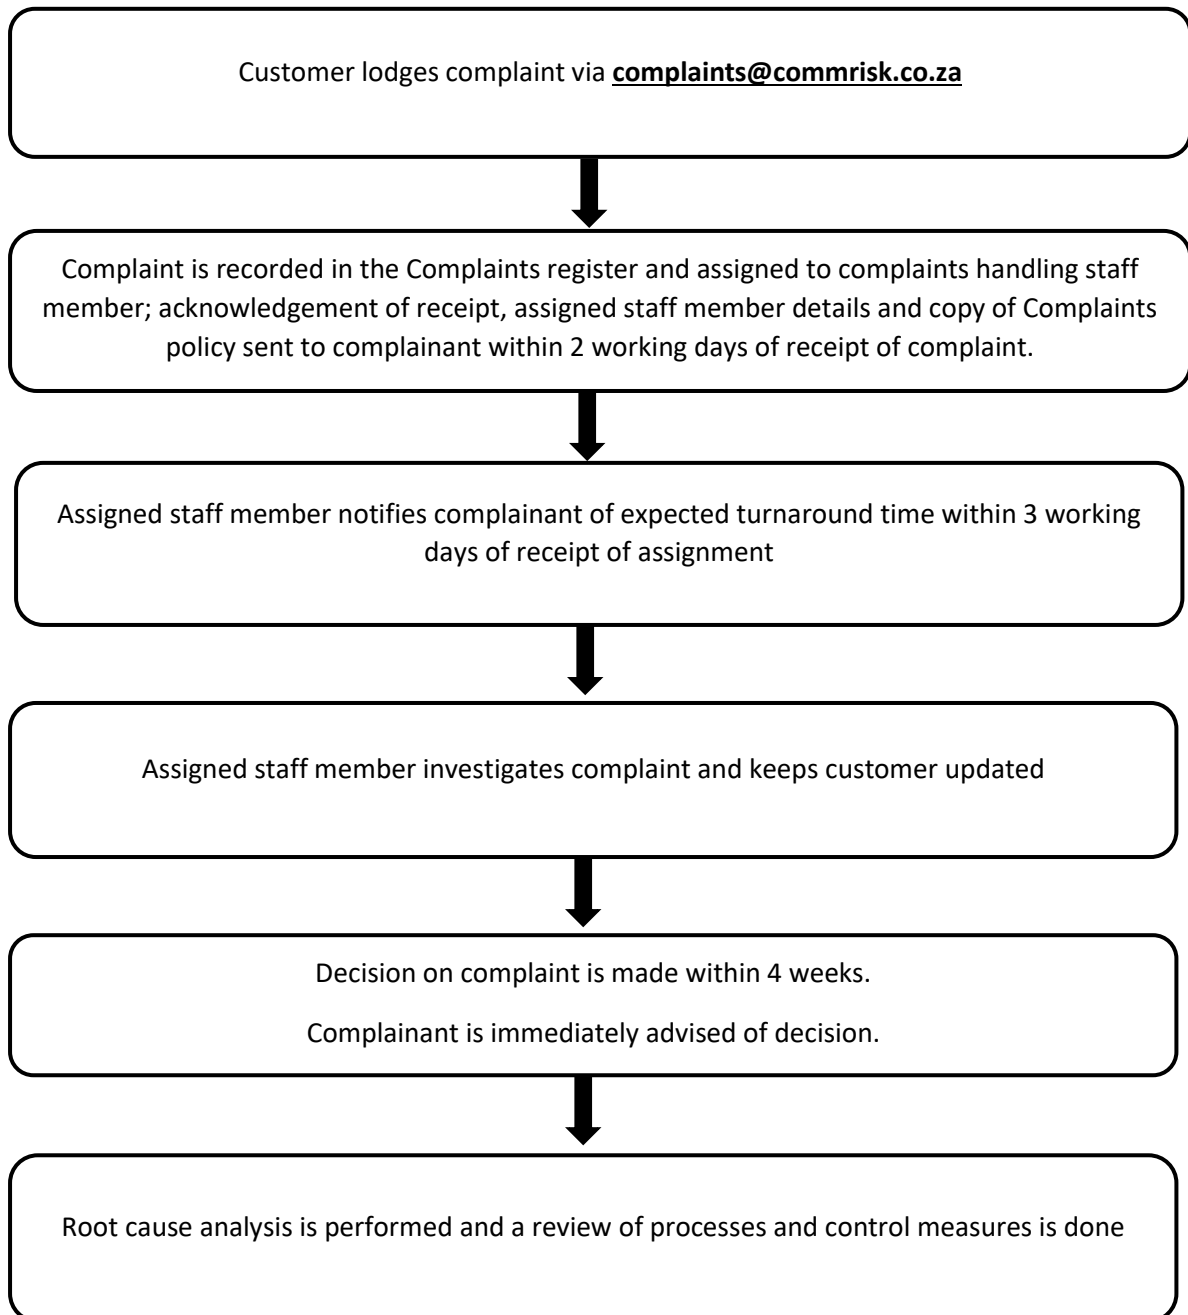 Customer lodges complaint via complaints@commrisk.co.za
Complaint is recorded in the Complaints register and assigned to complaints handling staff
member; acknowledgement of receipt, assigned staff member details and copy of Complaints
policy sent to complainant within 2 working days of receipt of complaint.
Assigned staff member notifies complainant of expected turnaround time within 3 working
days of receipt of assignment
Assigned staff member investigates complaint and keeps customer updated
Decision on complaint is made within 4 weeks.
Complainant is immediately advised of decision.
Root cause analysis is performed and a review of processes and control measures is done